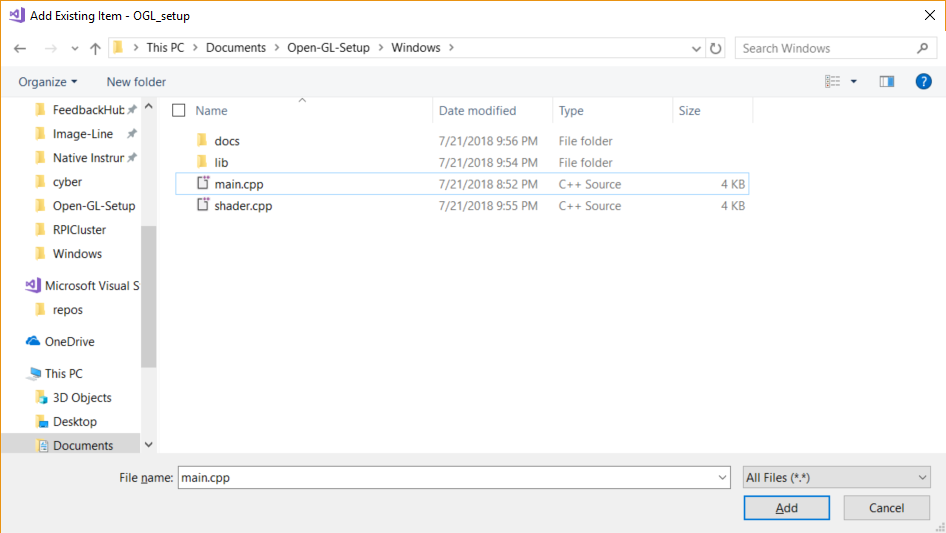 Add Existing Item - OGL_setup
This PC > Documents > Open-GL-Setup > Windows >
Search Windows
Organize
New folder
?
FeedbackHub
Image-Line
Native Instrur
cyber
Open-GL-Setup
RPICluster
Windows
Microsoft Visual S
repos
OneDrive
This PC
3D Objects
Desktop
Documents
Name Date modified Type Size
docs 7/21/2018 9:56 PM File folder
lib 7/21/2018 9:54 PM File folder
main.cpp 7/21/2018 8:52 PM C++ Source 4 KB
shader.cpp 7/21/2018 9:55 PM C++ Source 4 KB
File name: main.cpp
All Files (*.*)
Add Cancel